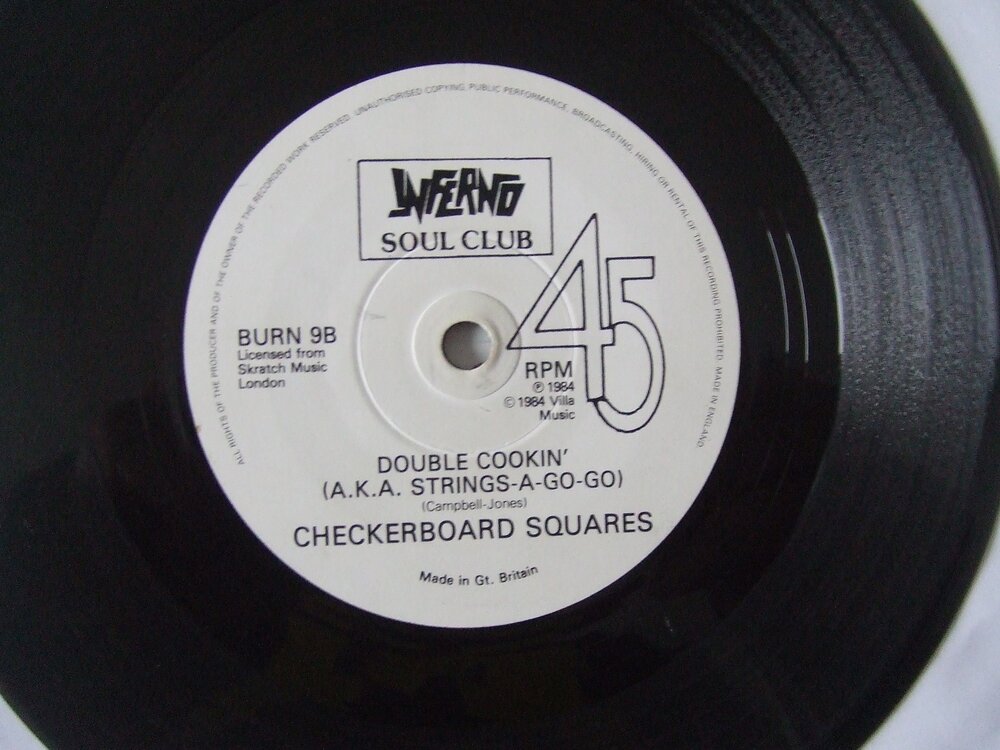 ALL RIGHTS OF THE PRODUCER AND OF THE OWNER OF THE RECORDED WORK RESERVED. UNAUTHORISED COPYING, PUBLIC PERFORMANCE, BROADCASTING, HIRING OR RENTAL OF THIS RECORDING PROHIBITED. MADE IN ENGLAND.
INFERNO
SOUL CLUB
45
RPM
℗ 1984
© 1984 Villa
Music
BURN 9B
Licensed from
Skratch Music
London
DOUBLE COOKIN'
(A.K.A. STRINGS-A-GO-GO)
(Campbell-Jones)
CHECKERBOARD SQUARES
Made in Gt. Britain